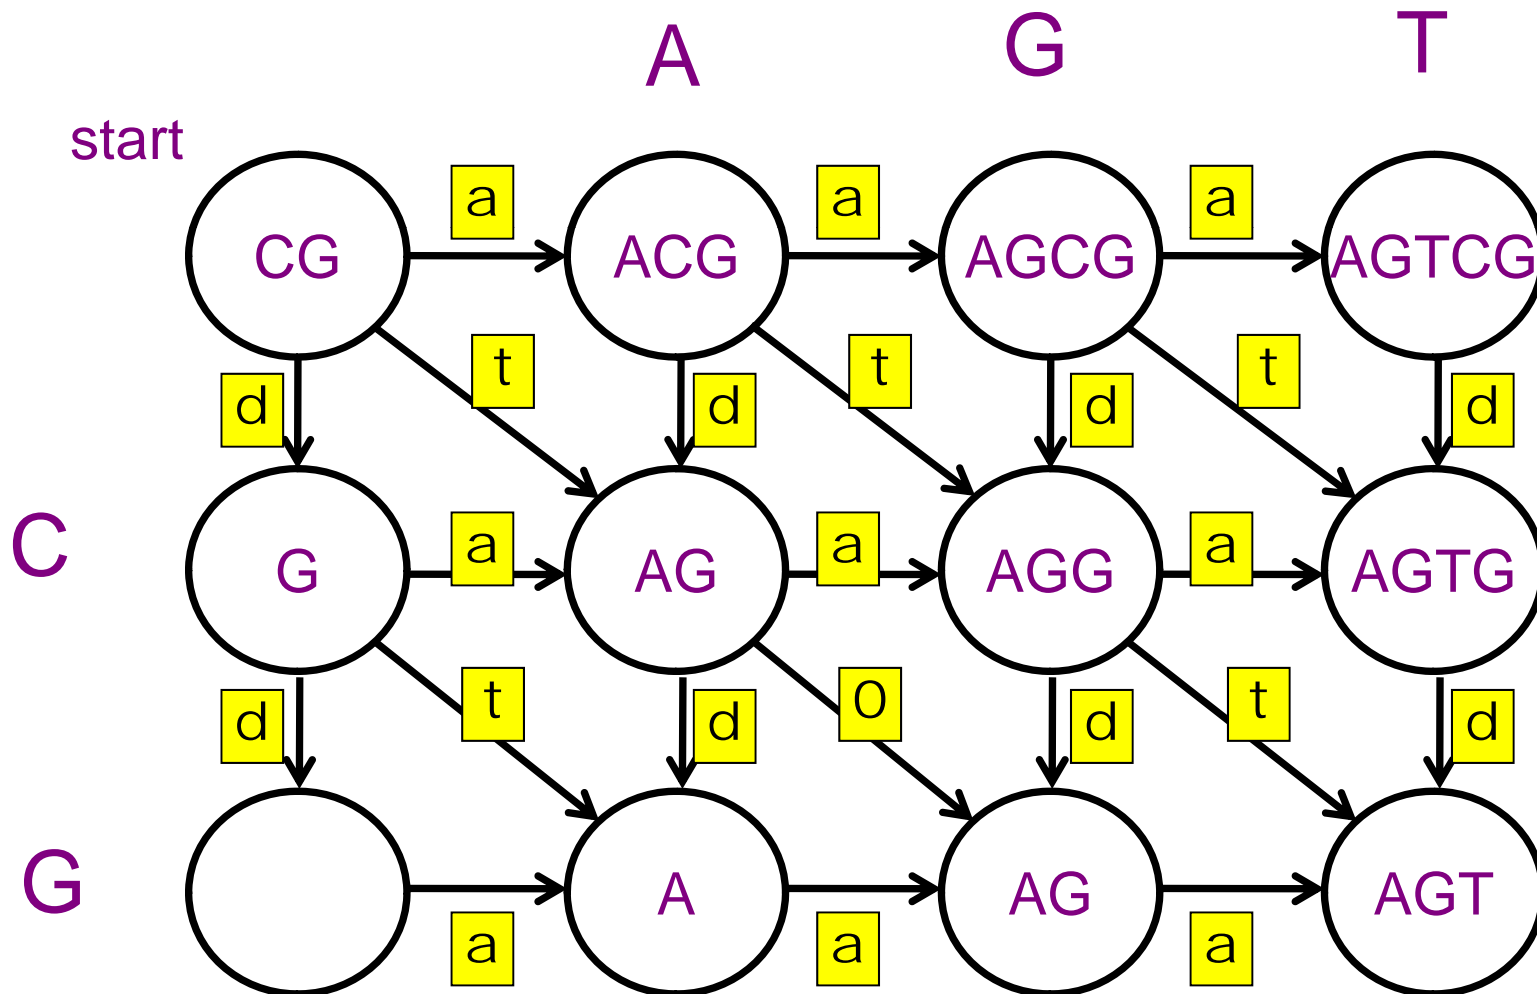 A G T
start
a a a
CG ACG AGCG AGTCG
t t t
d d d d
C
a a a
G AG AGG AGTG
t 0 t
d d d d
G
A AG AGT
a a a